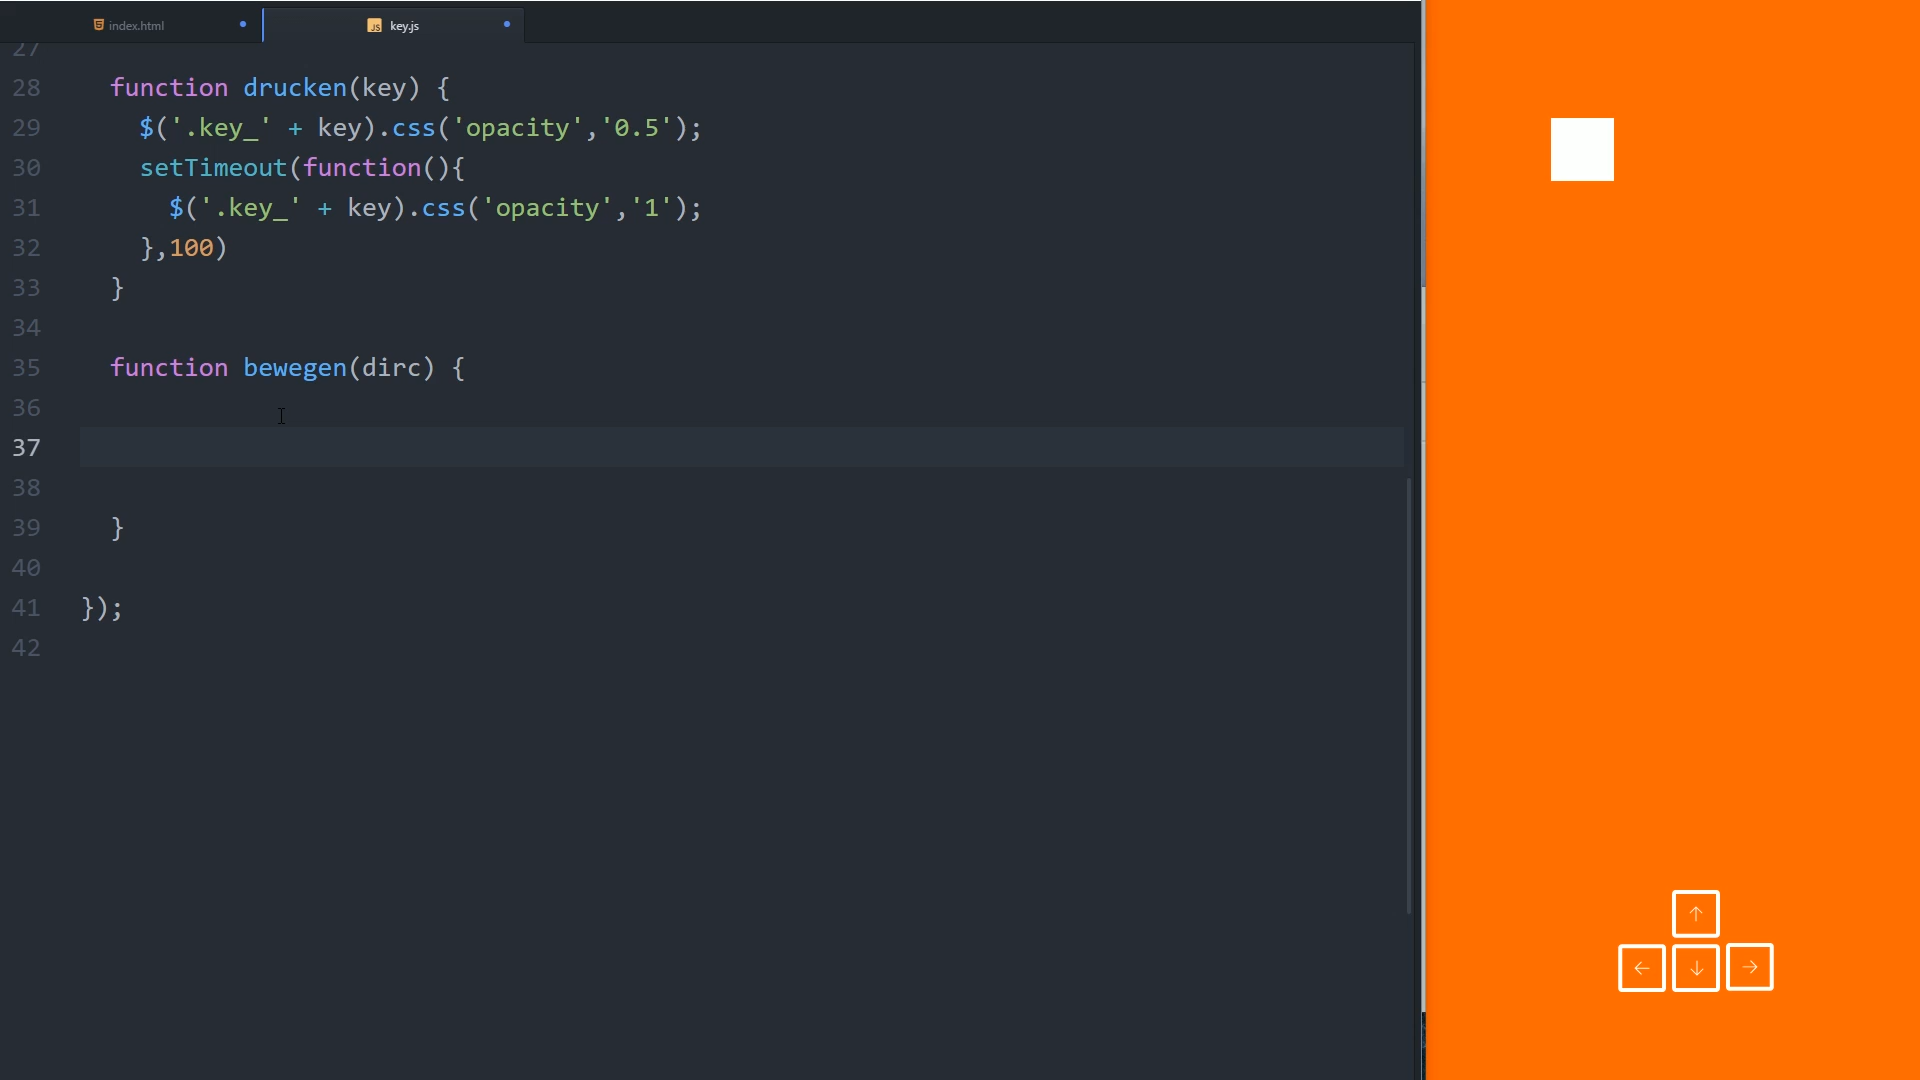 index.html
key.js
27
28 function drucken(key) {
29 $('.key_' + key).css('opacity','0.5');
30 setTimeout(function(){
31 $('.key_' + key).css('opacity','1');
32 },100)
33 }
34
35 function bewegen(dirc) {
36
37
38
39 }
40
41 });
42
↑
← ↓ →